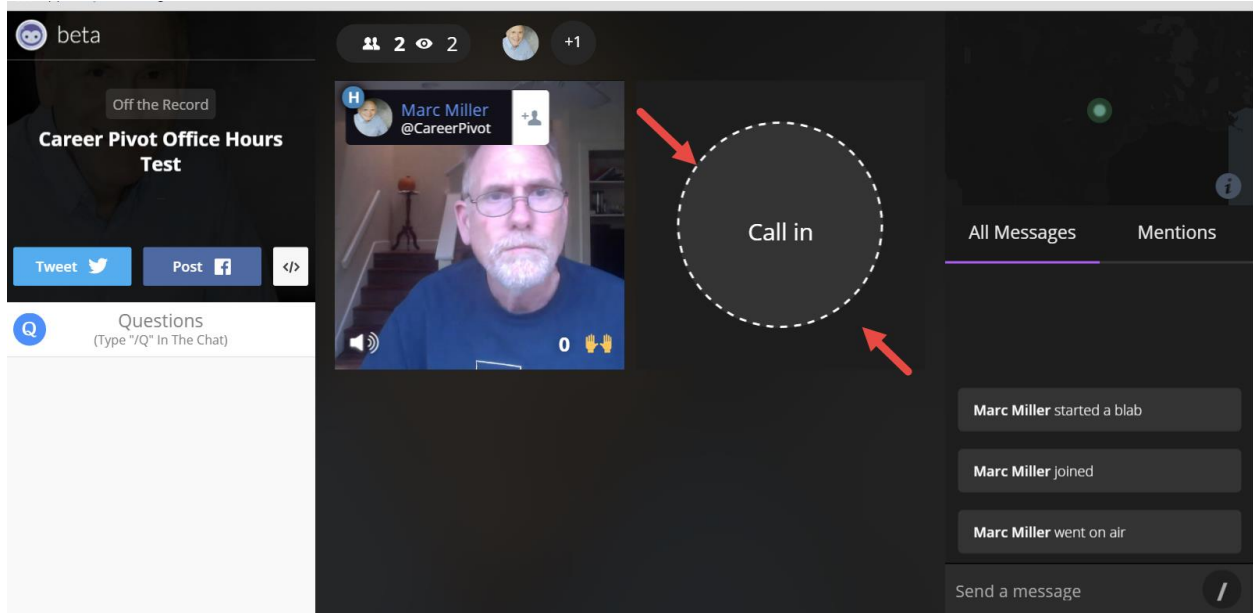 beta
Off the Record
Career Pivot Office Hours
Test
Tweet
Post
</>
Q
Questions
(Type "/Q" In The Chat)
2
2
+1
H
Marc Miller
@CareerPivot
+
0
Call in
i
All Messages
Mentions
Marc Miller started a blab
Marc Miller joined
Marc Miller went on air
Send a message
/